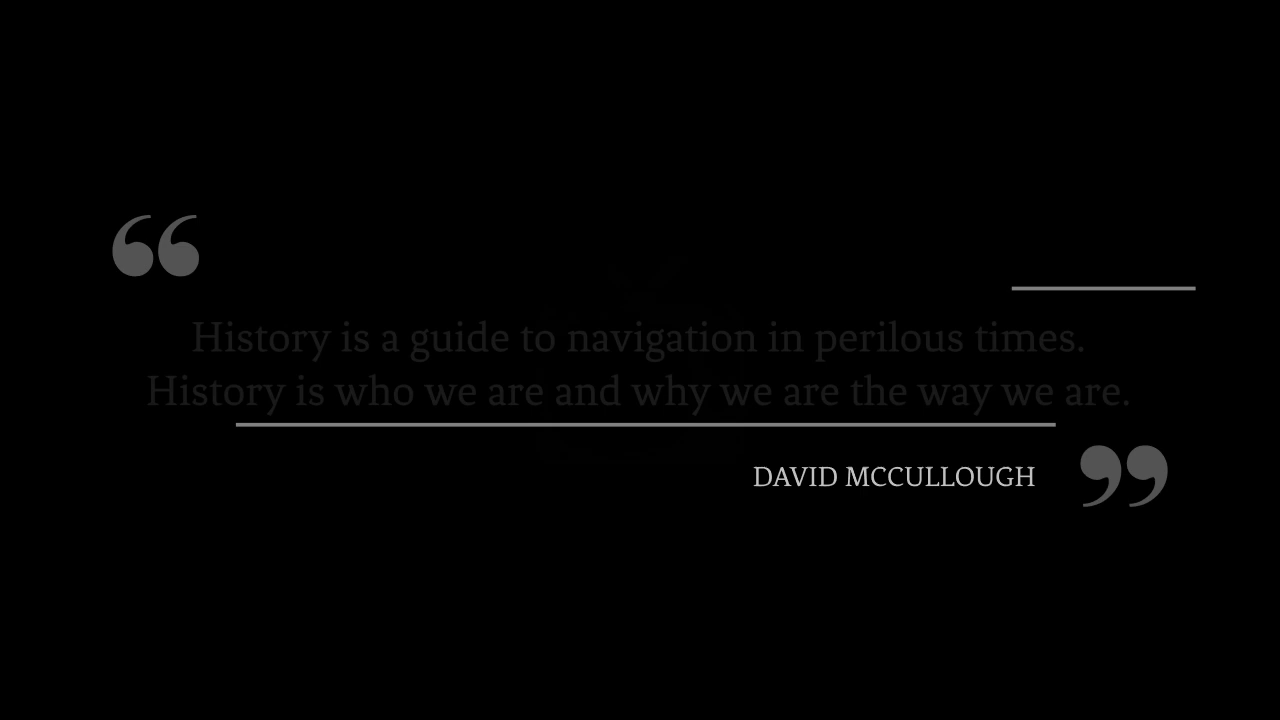 “
History is a guide to navigation in perilous times.
History is who we are and why we are the way we are.
DAVID MCCULLOUGH
”